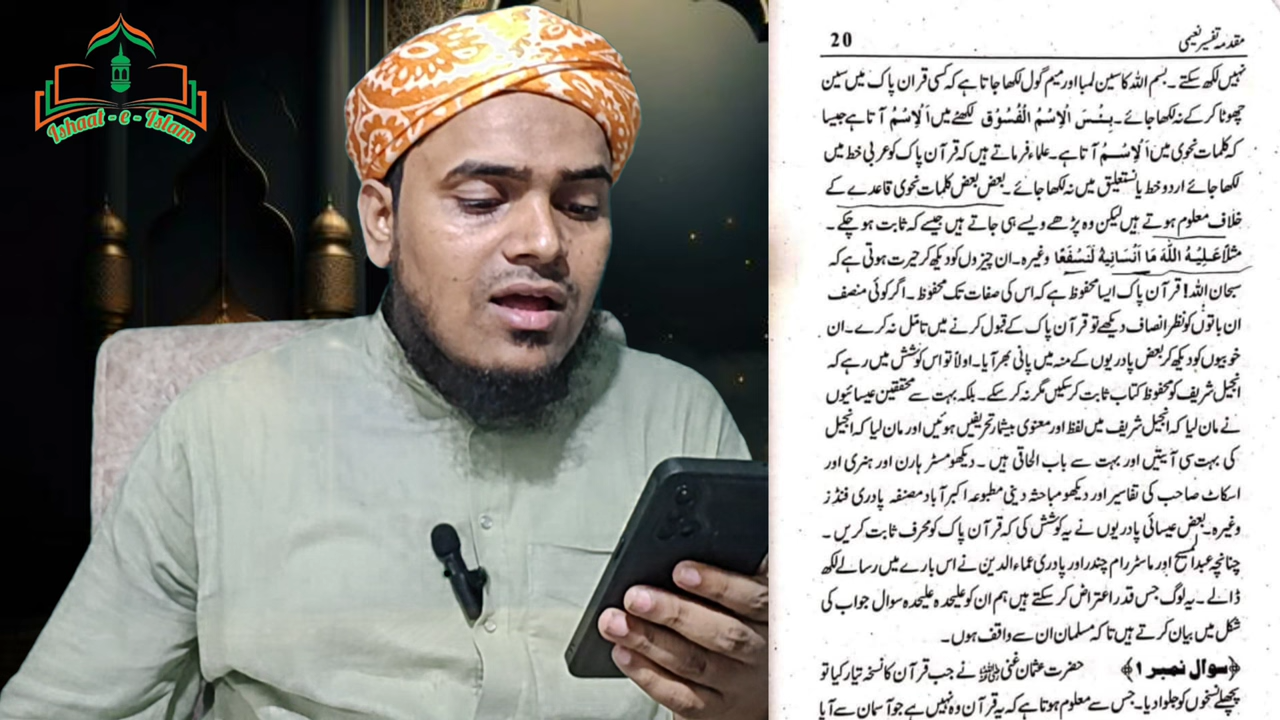 Ishaat-e-Islam
20 مقدمہ تفسیر نعیمی
نہیں لکھ سکتے ۔ بسم اللہ کا سین لمبا اور میم گول لکھا جاتا ہے کہ کسی قران پاک میں سین
چھوٹا کر کے نہ لکھا جائے ۔ بِئْسَ الْاِسْمُ الْفُسُوْق لکھنے میں اَلْاِسْمُ آتا ہے جیسا
کہ کلمات نحوی میں اَلْاِسْمُ آتا ہے ۔ علماء فرماتے ہیں کہ قرآن پاک کو عربی خط میں
لکھا جائے اردو خط یا نستعلیق میں نہ لکھا جائے ۔ بعض بعض کلمات نحوی قاعدے کے
خلاف معلوم ہوتے ہیں لیکن وہ پڑھے ویسے ہی جاتے ہیں جیسے کہ ثابت ہو چکے ۔
مثلاً عَلَیْهُ اللّٰهَ مَا اَنْسَانِیْهُ لَنَسْفَعًا وغیرہ ۔ ان چیزوں کو دیکھ کر حیرت ہوتی ہے کہ
سبحان اللہ ! قرآن پاک ایسا محفوظ ہے کہ اس کی صفات تک محفوظ ۔ اگر کوئی منصف
ان باتوں کو نظر انصاف دیکھے تو قرآن پاک کے قبول کرنے میں تامل نہ کرے ۔ ان
خوبیوں کو دیکھ کر بعض پادریوں کے منہ میں پانی بھر آیا ۔ اولاً تو اس کوشش میں رہے کہ
انجیل شریف کو محفوظ کتاب ثابت کر سکیں مگر نہ کر سکے ۔ بلکہ بہت سے محققین عیسائیوں
نے مان لیا کہ انجیل شریف میں لفظ اور معنوی بیشمار تحریفیں ہوئیں اور مان لیا کہ انجیل
کی بہت سی آیتیں اور بہت سے باب الحاقی ہیں ۔ دیکھو مسٹر ہارن اور ہنری اور
اسکاٹ صاحب کی تفاسیر اور دیکھو مباحثہ دینی مطبوعہ اکبر آباد مصنفہ پادری فنڈز
وغیرہ ۔ بعض عیسائی پادریوں نے یہ کوشش کی کہ قرآن پاک کو محرف ثابت کریں ۔
چنانچہ عبد المسیح اور ماسٹر رام چندر اور پادری عماء الدین نے اس بارے میں رسالے لکھ
ڈالے ۔ یہ لوگ جس قدر اعتراض کر سکتے ہیں ہم ان کو علیحدہ علیحدہ سوال جواب کی
شکل میں بیان کرتے ہیں تا کہ مسلمان ان سے واقف ہوں ۔
﴿سوال نمبر ۱﴾ حضرت عثمان غنی رضی اللہ عنہ نے جب قرآن کا نسخہ تیار کیا تو
پچھلے نسخوں کو جلوا دیا ۔ جس سے معلوم ہوتا ہے کہ یہ قرآن وہ نہیں ہے جو آسمان سے آیا